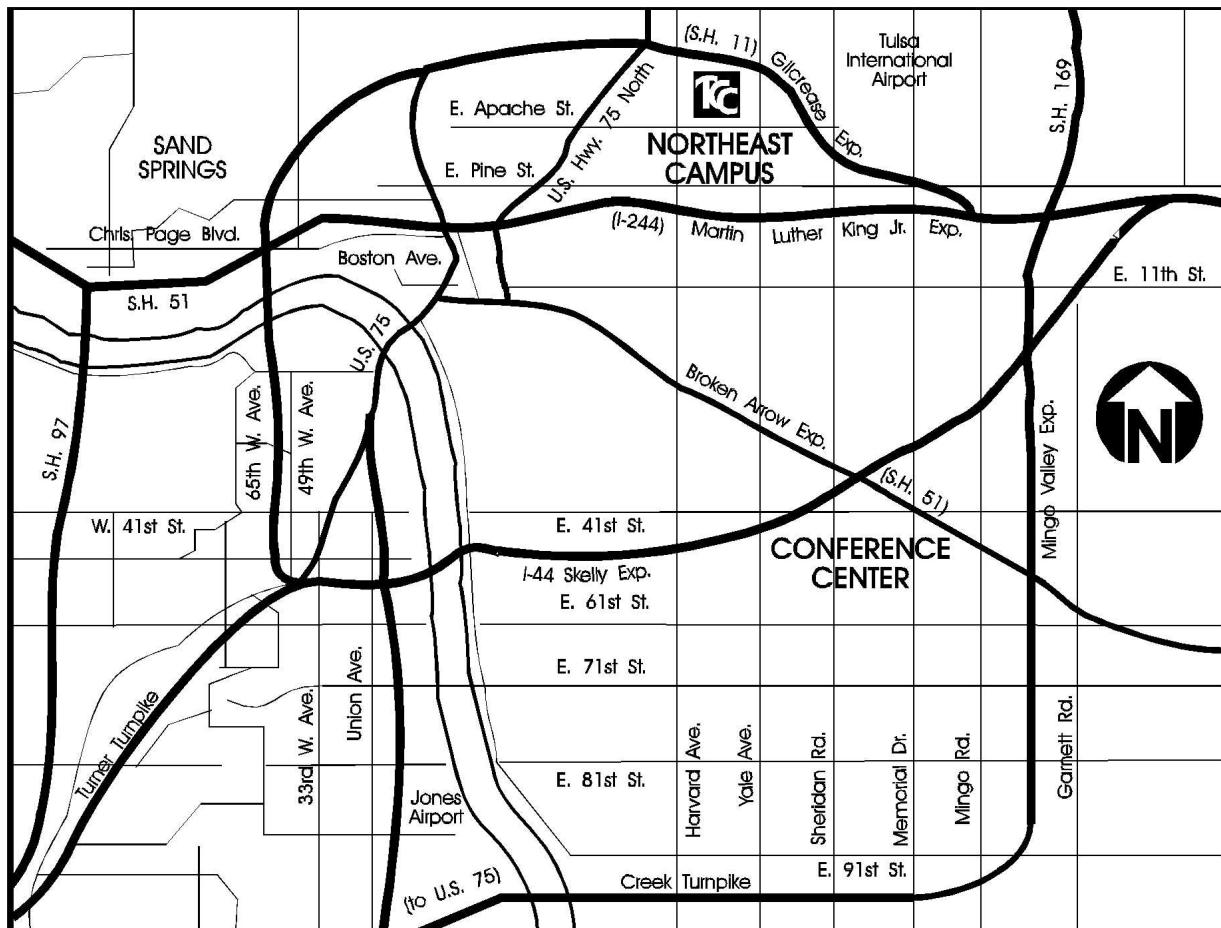 (S.H. 11)
Gilcrease Exp.
Tulsa
International
Airport
S.H. 169
TCC
NORTHEAST
CAMPUS
E. Apache St.
U.S. Hwy. 75 North
E. Pine St.
SAND
SPRINGS
(I-244) Martin Luther King Jr. Exp.
Chrls. Page Blvd.
Boston Ave.
E. 11th St.
S.H. 51
U.S. 75
Broken Arrow Exp.
(S.H. 51)
N
S.H. 97
65th W. Ave.
49th W. Ave.
Mingo Valley Exp.
W. 41st St.
E. 41st St.
CONFERENCE
CENTER
I-44 Skelly Exp.
E. 61st St.
E. 71st St.
Turner Turnpike
33rd W. Ave.
Union Ave.
Harvard Ave.
Yale Ave.
Sheridan Rd.
Memorial Dr.
Mingo Rd.
Garnett Rd.
E. 81st St.
Jones
Airport
E. 91st St.
Creek Turnpike
(to U.S. 75)